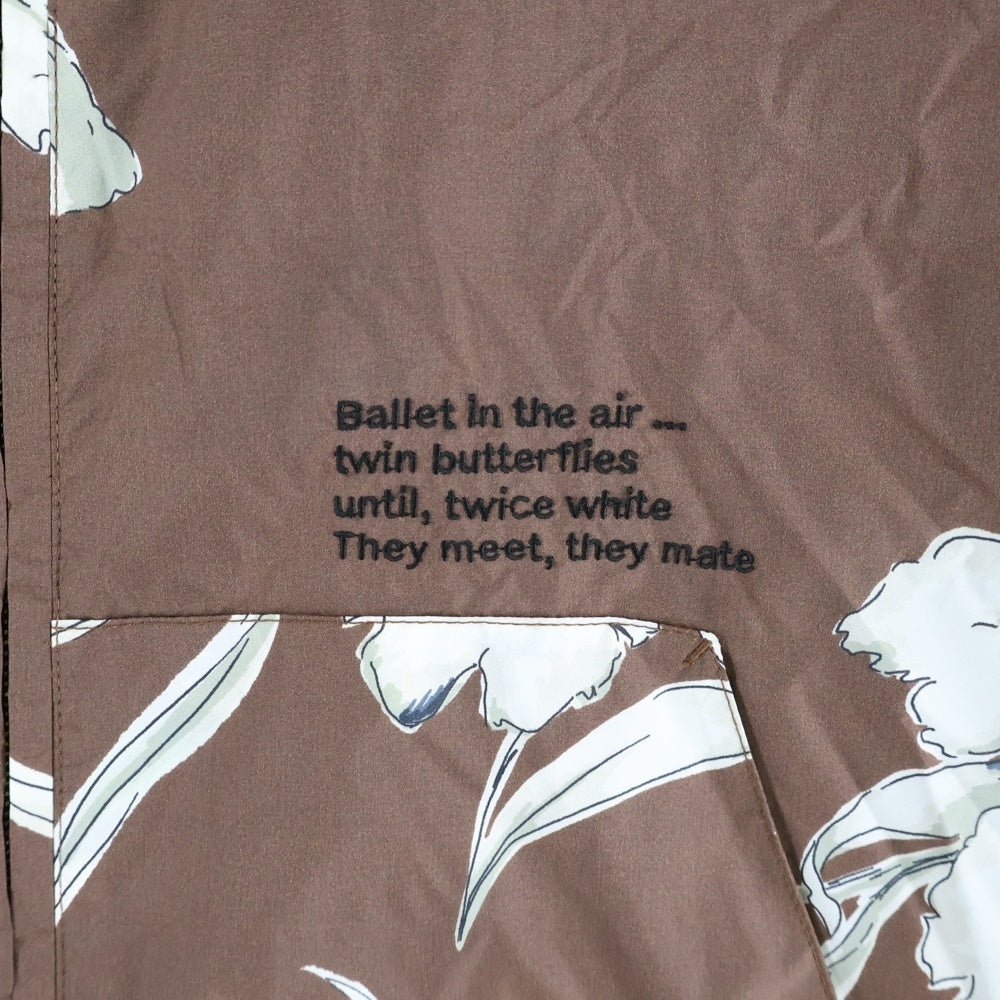 Ballet in the air ...
twin butterflies
until, twice white
They meet, they mate